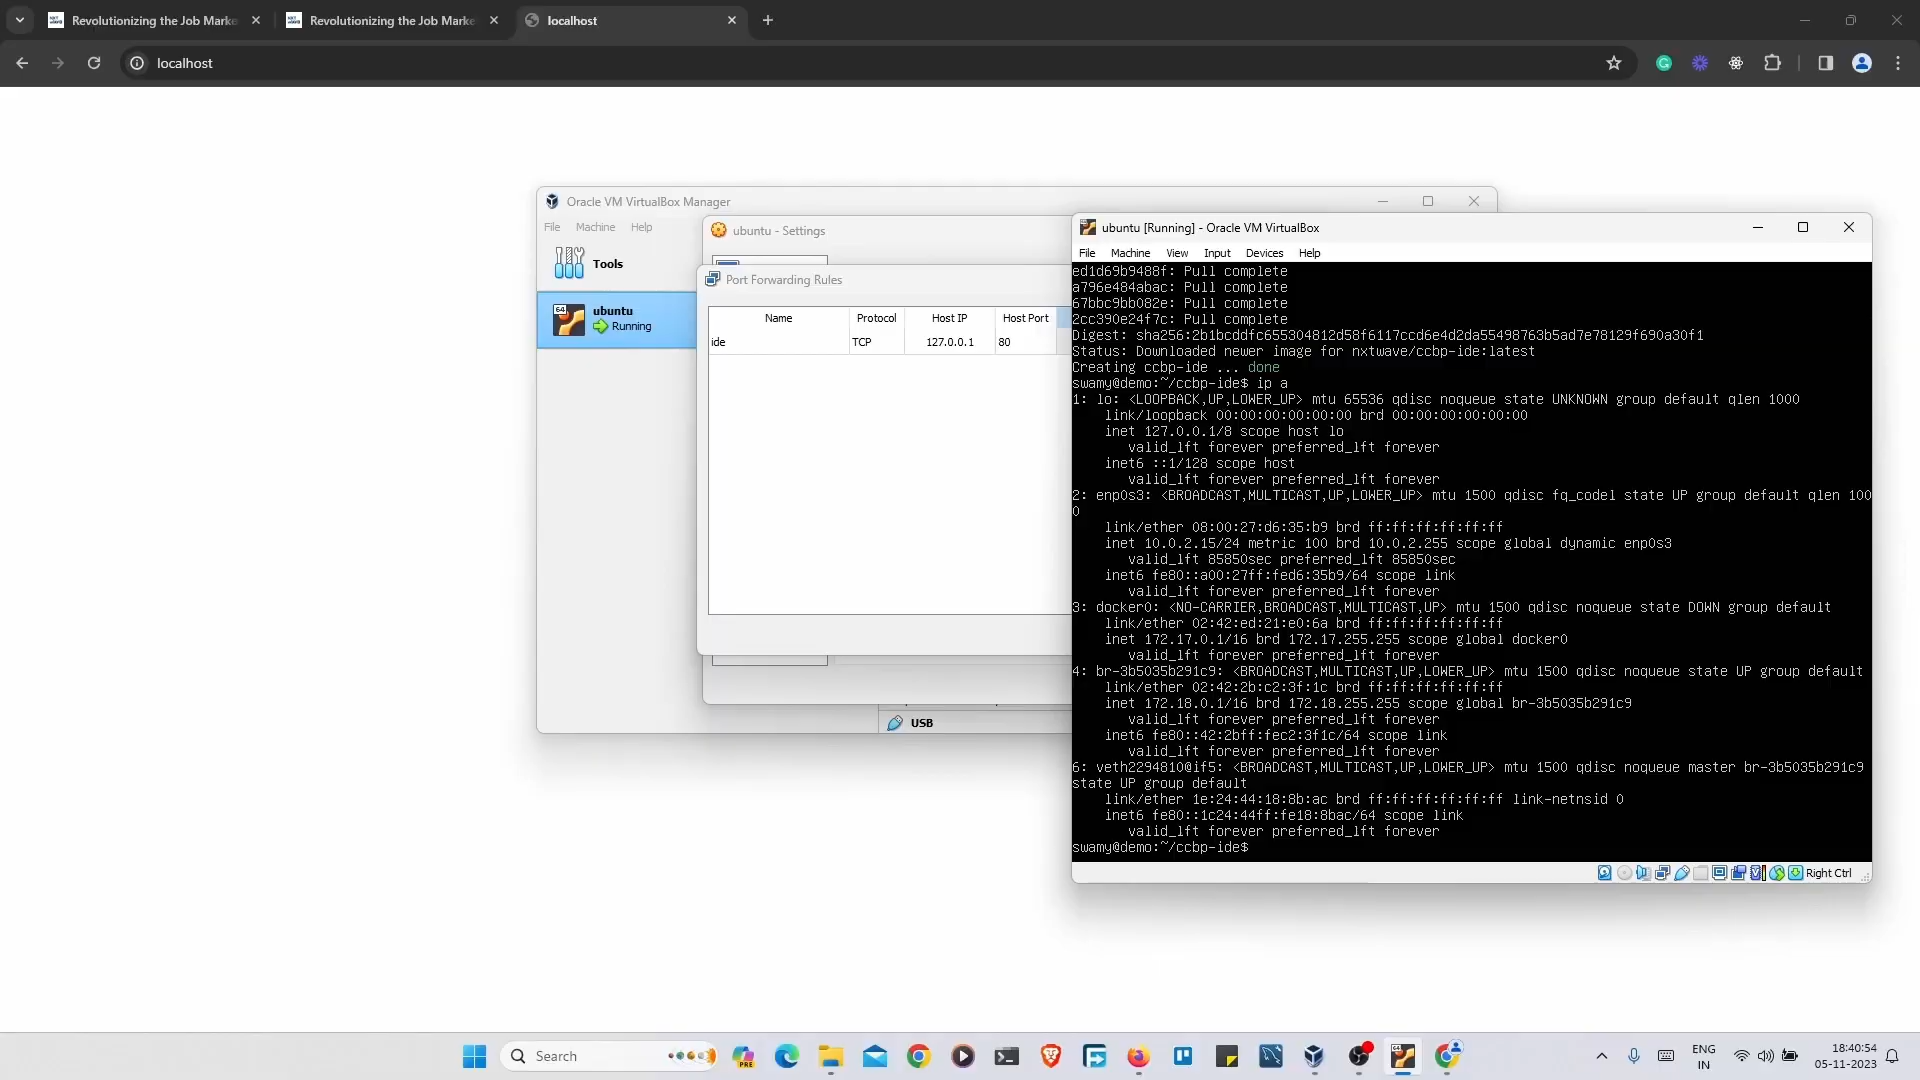 Revolutionizing the Job Marke
Revolutionizing the Job Marke
localhost
localhost
Oracle VM VirtualBox Manager
File Machine Help
Tools
64
ubuntu
Running
ubuntu - Settings
Port Forwarding Rules
Name Protocol Host IP Host Port
ide TCP 127.0.0.1 80
USB
ubuntu [Running] - Oracle VM VirtualBox
File Machine View Input Devices Help
ed1d69b9488f: Pull complete
a796e484abac: Pull complete
67bbc9bb082e: Pull complete
2cc390e24f7c: Pull complete
Digest: sha256:2b1bcddfc655304812d58f6117ccd6e4d2da55498763b5ad7e78129f690a30f1
Status: Downloaded newer image for nxtwave/ccbp-ide:latest
Creating ccbp-ide ... done
swamy@demo:~/ccbp-ide$ ip a
1: lo: <LOOPBACK,UP,LOWER_UP> mtu 65536 qdisc noqueue state UNKNOWN group default qlen 1000
link/loopback 00:00:00:00:00:00 brd 00:00:00:00:00:00
inet 127.0.0.1/8 scope host lo
valid_lft forever preferred_lft forever
inet6 ::1/128 scope host
valid_lft forever preferred_lft forever
2: enp0s3: <BROADCAST,MULTICAST,UP,LOWER_UP> mtu 1500 qdisc fq_codel state UP group default qlen 100
0
link/ether 08:00:27:d6:35:b9 brd ff:ff:ff:ff:ff:ff
inet 10.0.2.15/24 metric 100 brd 10.0.2.255 scope global dynamic enp0s3
valid_lft 85850sec preferred_lft 85850sec
inet6 fe80::a00:27ff:fed6:35b9/64 scope link
valid_lft forever preferred_lft forever
3: docker0: <NO-CARRIER,BROADCAST,MULTICAST,UP> mtu 1500 qdisc noqueue state DOWN group default
link/ether 02:42:ed:21:e0:6a brd ff:ff:ff:ff:ff:ff
inet 172.17.0.1/16 brd 172.17.255.255 scope global docker0
valid_lft forever preferred_lft forever
4: br-3b5035b291c9: <BROADCAST,MULTICAST,UP,LOWER_UP> mtu 1500 qdisc noqueue state UP group default
link/ether 02:42:2b:c2:3f:1c brd ff:ff:ff:ff:ff:ff
inet 172.18.0.1/16 brd 172.18.255.255 scope global br-3b5035b291c9
valid_lft forever preferred_lft forever
inet6 fe80::42:2bff:fec2:3f1c/64 scope link
valid_lft forever preferred_lft forever
6: veth2294810@if5: <BROADCAST,MULTICAST,UP,LOWER_UP> mtu 1500 qdisc noqueue master br-3b5035b291c9
state UP group default
link/ether 1e:24:44:18:8b:ac brd ff:ff:ff:ff:ff:ff link-netnsid 0
inet6 fe80::1c24:44ff:fe18:8bac/64 scope link
valid_lft forever preferred_lft forever
swamy@demo:~/ccbp-ide$
Right Ctrl
Search
PRE
ENG
IN
18:40:54
05-11-2023